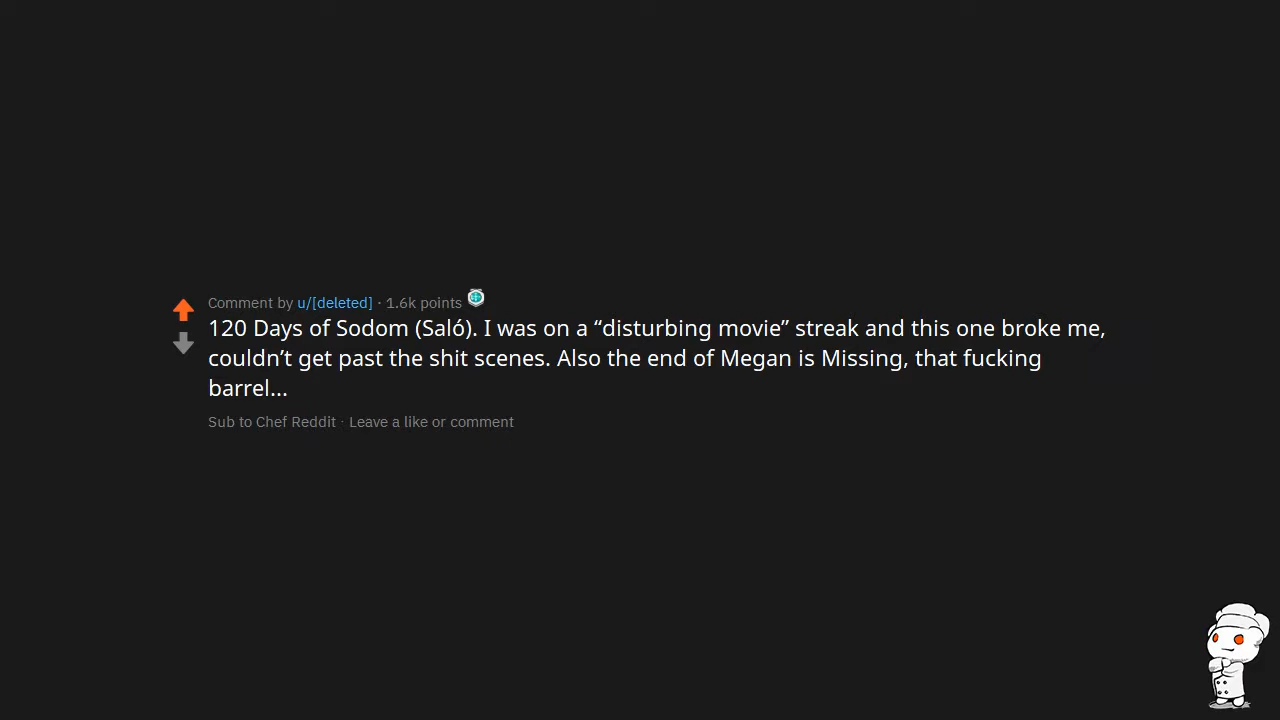 Comment by u/[deleted] · 1.6k points
120 Days of Sodom (Saló). I was on a “disturbing movie” streak and this one broke me,
couldn’t get past the shit scenes. Also the end of Megan is Missing, that fucking
barrel...
Sub to Chef Reddit · Leave a like or comment